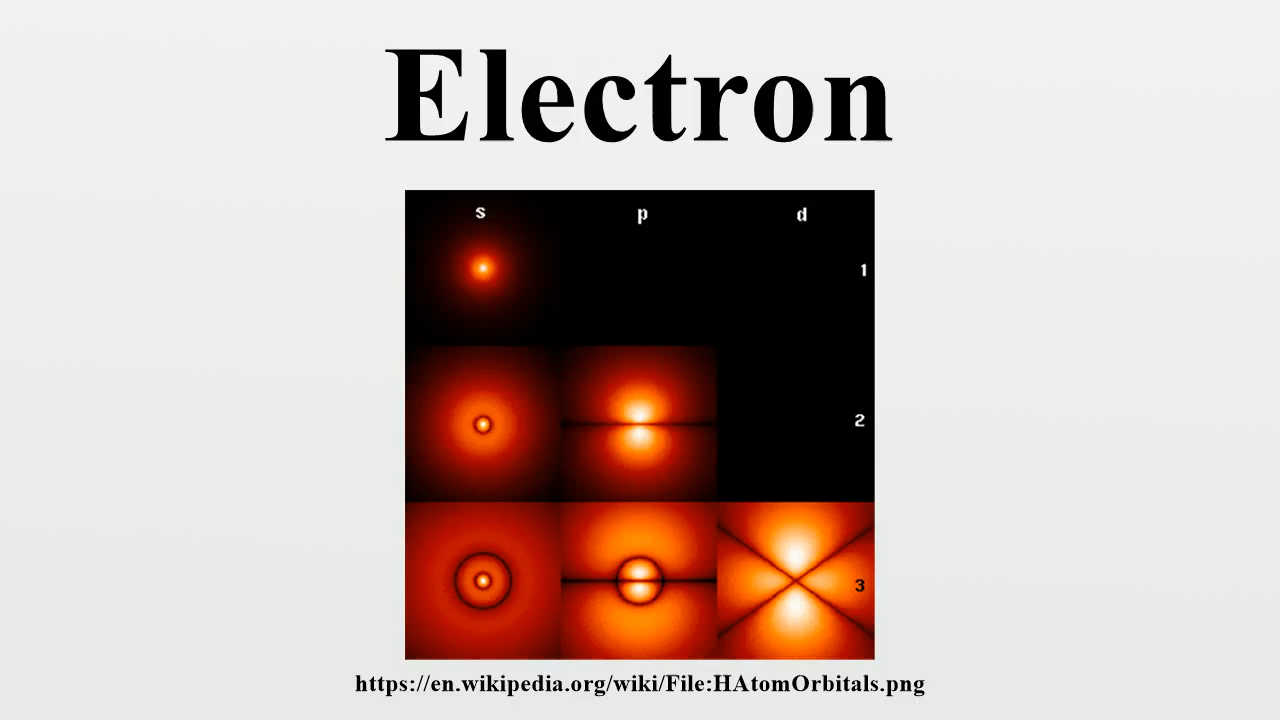 Electron
s p d
1
2
3
https://en.wikipedia.org/wiki/File:HAtomOrbitals.png